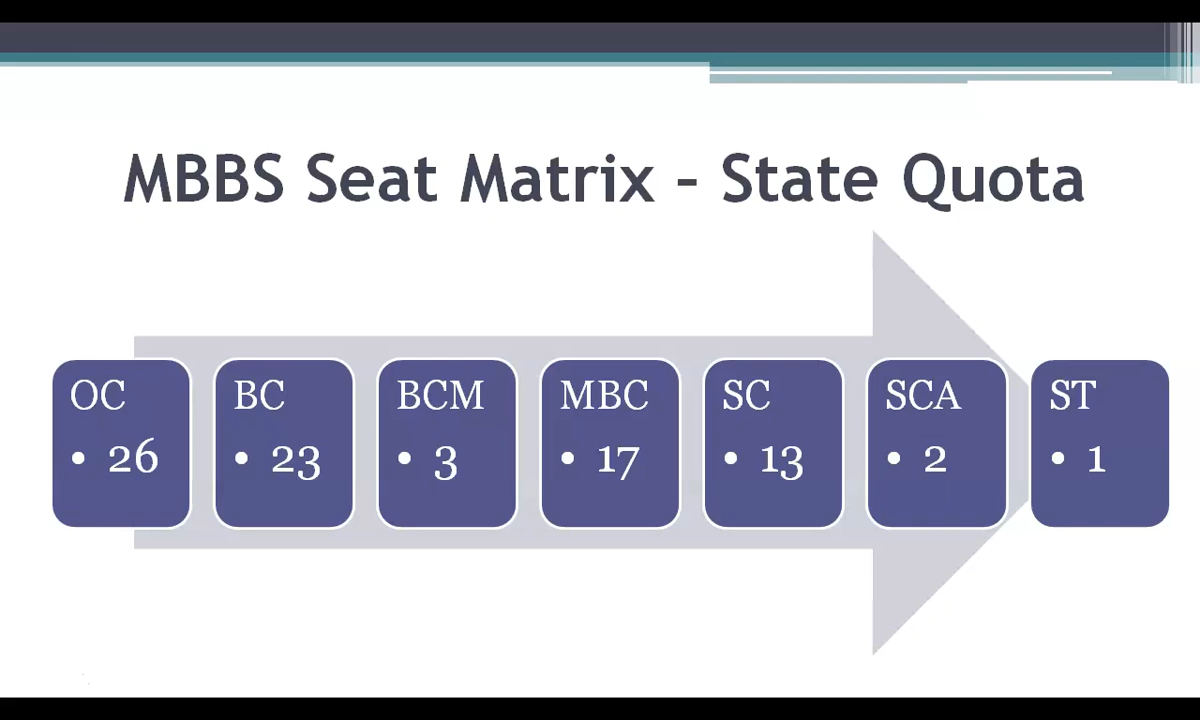 MBBS Seat Matrix - State Quota
OC
• 26
BC
• 23
BCM
• 3
MBC
• 17
SC
• 13
SCA
• 2
ST
• 1